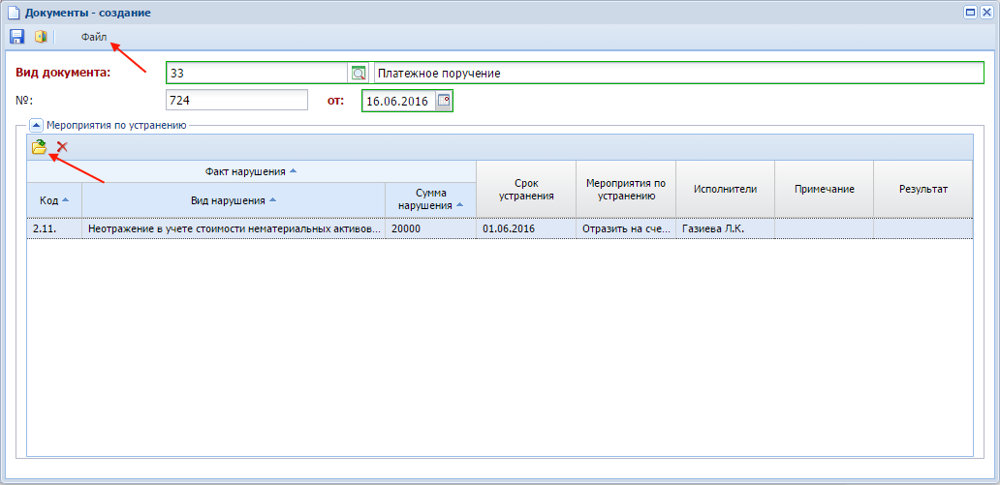 Документы - создание
Файл
Вид документа: 33 Платежное поручение
№: 724 от: 16.06.2016
Мероприятия по устранению
Факт нарушения
Код
Вид нарушения
Сумма
нарушения
Срок
устранения
Мероприятия по
устранению
Исполнители
Примечание
Результат
2.11. Неотражение в учете стоимости нематериальных активов... 20000 01.06.2016 Отразить на сче... Газиева Л.К.